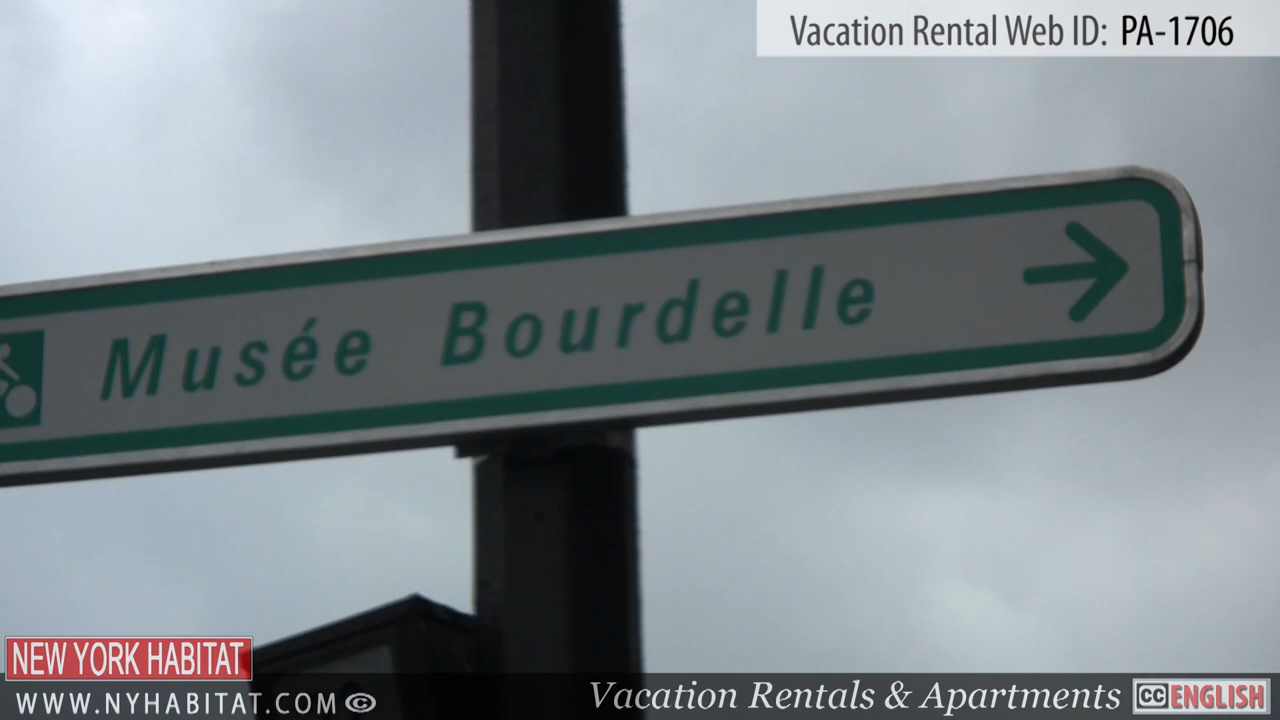 Vacation Rental Web ID: PA-1706
Musée Bourdelle
NEW YORK HABITAT
WWW.NYHABITAT.COM ©
Vacation Rentals & Apartments CC ENGLISH